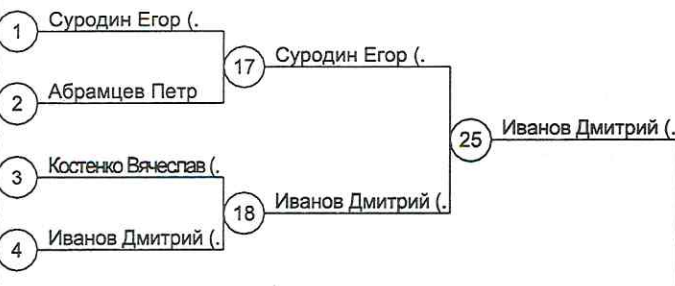 1 Суродин Егор (.
17 Суродин Егор (.
2 Абрамцев Петр
25 Иванов Дмитрий (.
3 Костенко Вячеслав (.
18 Иванов Дмитрий (.
4 Иванов Дмитрий (.